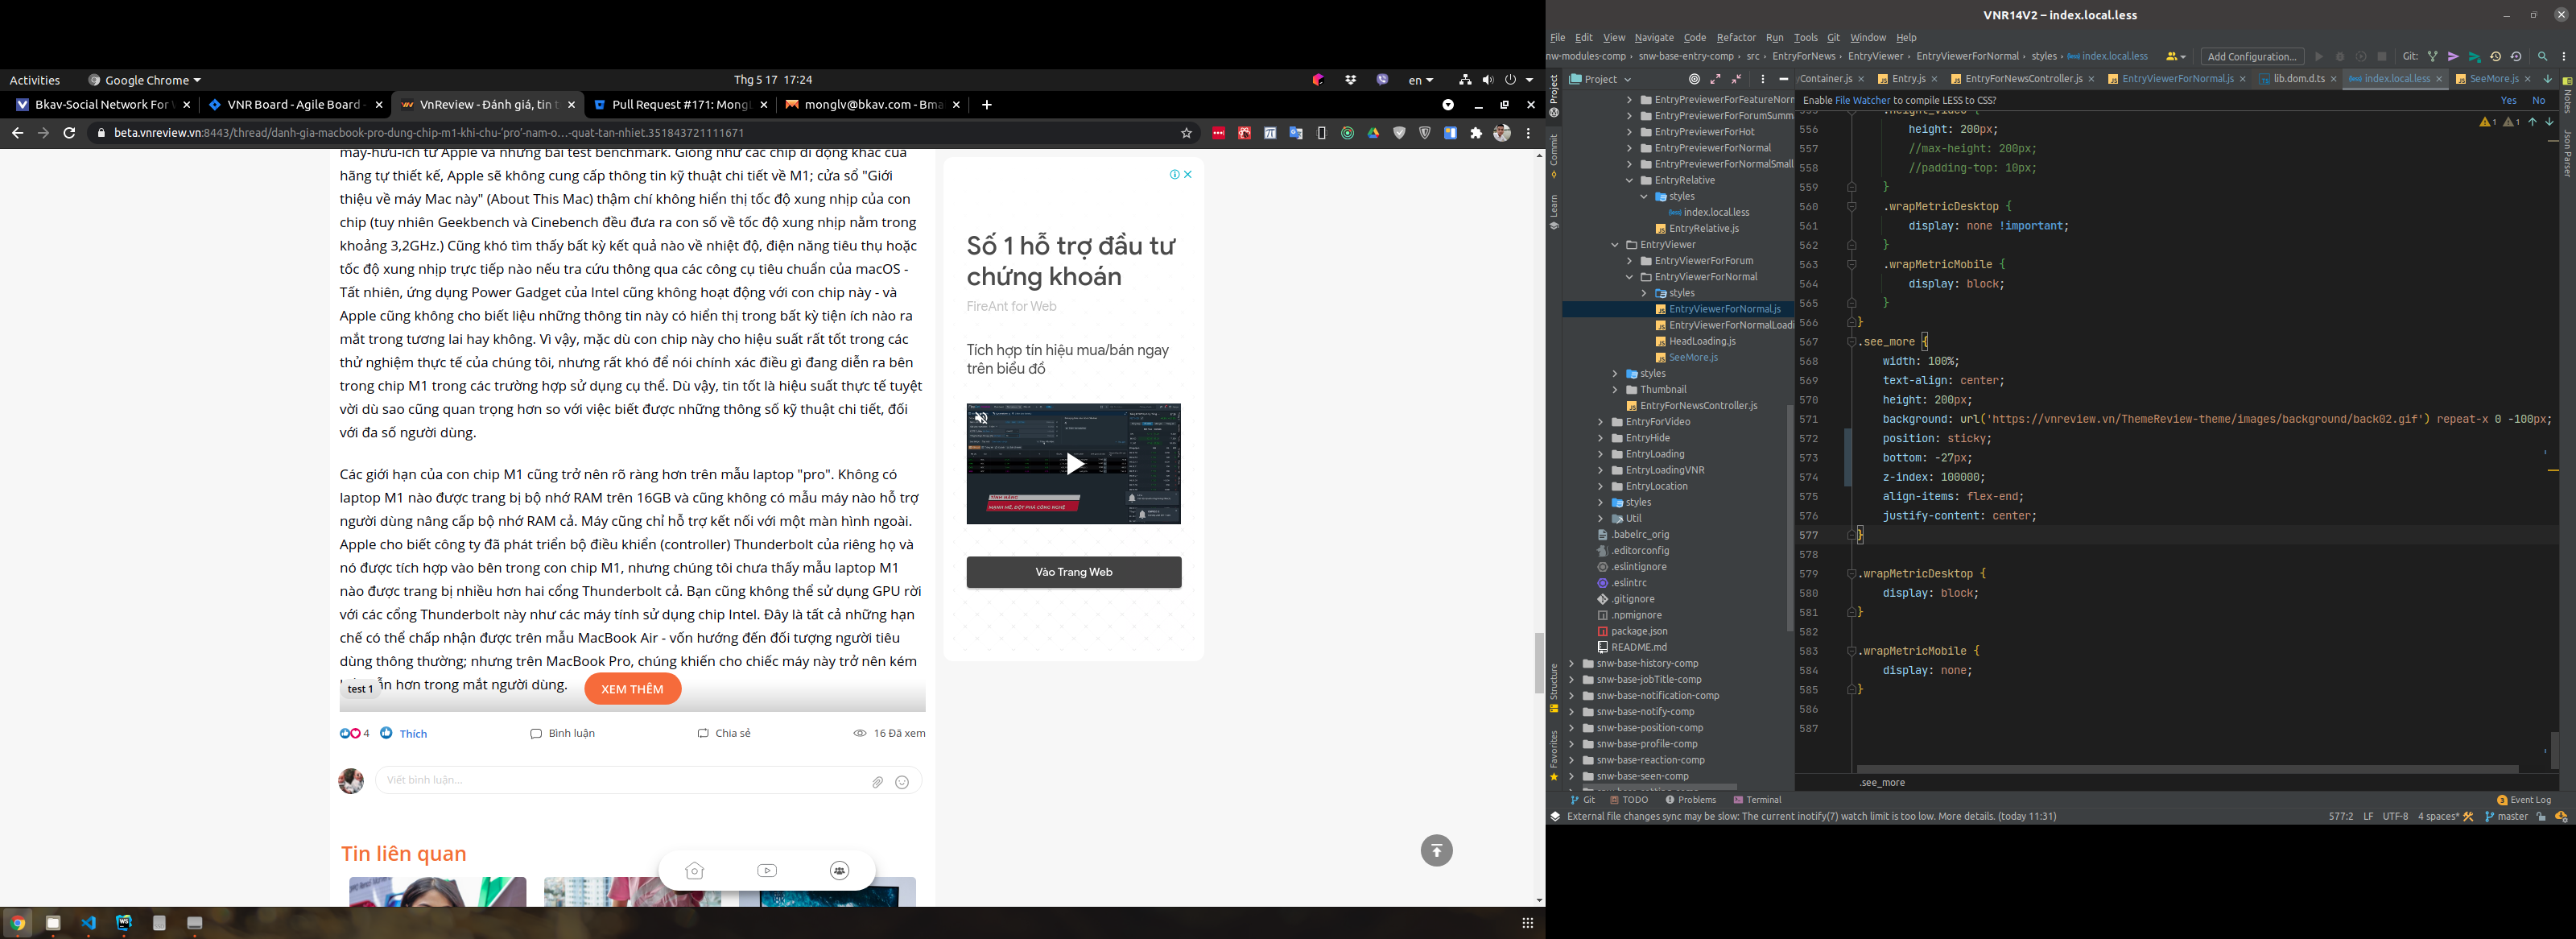 Activities
Google Chrome
Thg 5 17 17:24
en
Bkav-Social Network For
VNR Board - Agile Board -
VnReview - Đánh giá, tin t
Pull Request #171: MongL
monglv@bkav.com - Bma
beta.vnreview.vn:8443/thread/danh-gia-macbook-pro-dung-chip-m1-khi-chu-'pro'-nam-o...-quat-tan-nhiet.351843721111671
máy-hữu-ích từ Apple và những bài test benchmark. Giống như các chip di động khác của
hãng tự thiết kế, Apple sẽ không cung cấp thông tin kỹ thuật chi tiết về M1; cửa sổ "Giới
thiệu về máy Mac này" (About This Mac) thậm chí không hiển thị tốc độ xung nhịp của con
chip (tuy nhiên Geekbench và Cinebench đều đưa ra con số về tốc độ xung nhịp nằm trong
khoảng 3,2GHz.) Cũng khó tìm thấy bất kỳ kết quả nào về nhiệt độ, điện năng tiêu thụ hoặc
tốc độ xung nhịp trực tiếp nào nếu tra cứu thông qua các công cụ tiêu chuẩn của macOS -
Tất nhiên, ứng dụng Power Gadget của Intel cũng không hoạt động với con chip này - và
Apple cũng không cho biết liệu những thông tin này có hiển thị trong bất kỳ tiện ích nào ra
mắt trong tương lai hay không. Vì vậy, mặc dù con chip này cho hiệu suất rất tốt trong các
thử nghiệm thực tế của chúng tôi, nhưng rất khó để nói chính xác điều gì đang diễn ra bên
trong chip M1 trong các trường hợp sử dụng cụ thể. Dù vậy, tin tốt là hiệu suất thực tế tuyệt
vời dù sao cũng quan trọng hơn so với việc biết được những thông số kỹ thuật chi tiết, đối
với đa số người dùng.
Các giới hạn của con chip M1 cũng trở nên rõ ràng hơn trên mẫu laptop "pro". Không có
laptop M1 nào được trang bị bộ nhớ RAM trên 16GB và cũng không có mẫu máy nào hỗ trợ
người dùng nâng cấp bộ nhớ RAM cả. Máy cũng chỉ hỗ trợ kết nối với một màn hình ngoài.
Apple cho biết công ty đã phát triển bộ điều khiển (controller) Thunderbolt của riêng họ và
nó được tích hợp vào bên trong con chip M1, nhưng chúng tôi chưa thấy mẫu laptop M1
nào được trang bị nhiều hơn hai cổng Thunderbolt cả. Bạn cũng không thể sử dụng GPU rời
với các cổng Thunderbolt này như các máy tính sử dụng chip Intel. Đây là tất cả những hạn
chế có thể chấp nhận được trên mẫu MacBook Air - vốn hướng đến đối tượng người tiêu
dùng thông thường; nhưng trên MacBook Pro, chúng khiến cho chiếc máy này trở nên kém
hơn trong mắt người dùng.
test 1
XEM THÊM
4 Thích
Bình luận
Chia sẻ
16 Đã xem
Viết bình luận...
Tin liên quan
Số 1 hỗ trợ đầu tư
chứng khoán
FireAnt for Web
Tích hợp tín hiệu mua/bán ngay
trên biểu đồ
TÍNH NĂNG
MẠNH MẼ, ĐỘT PHÁ CÔNG NGHỆ
Vào Trang Web
VNR14V2 – index.local.less
File Edit View Navigate Code Refactor Run Tools Git Window Help
nw-modules-comp › snw-base-entry-comp › src › EntryForNews › EntryViewer › EntryViewerForNormal › styles › index.local.less
Add Configuration...
Git:
Project
Container.js
Entry.js
EntryForNewsController.js
EntryViewerForNormal.js
lib.dom.d.ts
index.local.less
SeeMore.js
Enable File Watcher to compile LESS to CSS?
Yes
No
1 1
Project
Commit
Learn
Structure
Favorites
Notes
Json Parser
EntryPreviewerForFeatureNorr
EntryPreviewerForForumSumm
EntryPreviewerForHot
EntryPreviewerForNormal
EntryPreviewerForNormalSmall
EntryRelative
styles
index.local.less
EntryRelative.js
EntryViewer
EntryViewerForForum
EntryViewerForNormal
styles
EntryViewerForNormal.js
EntryViewerForNormalLoadi
HeadLoading.js
SeeMore.js
styles
Thumbnail
EntryForNewsController.js
EntryForVideo
EntryHide
EntryLoading
EntryLoadingVNR
EntryLocation
styles
Util
.babelrc_orig
.editorconfig
.eslintignore
.eslintrc
.gitignore
.npmignore
package.json
README.md
snw-base-history-comp
snw-base-jobTitle-comp
snw-base-notification-comp
snw-base-notify-comp
snw-base-position-comp
snw-base-profile-comp
snw-base-reaction-comp
snw-base-seen-comp
555 .height_video {
556 height: 200px;
557 //max-height: 200px;
558 //padding-top: 10px;
559 }
560 .wrapMetricDesktop {
561 display: none !important;
562 }
563 .wrapMetricMobile {
564 display: block;
565 }
566 }
567 .see_more {
568 width: 100%;
569 text-align: center;
570 height: 200px;
571 background: url('https://vnreview.vn/ThemeReview-theme/images/background/back02.gif') repeat-x 0 -100px;
572 position: sticky;
573 bottom: -27px;
574 z-index: 100000;
575 align-items: flex-end;
576 justify-content: center;
577 }
578
579 .wrapMetricDesktop {
580 display: block;
581 }
582
583 .wrapMetricMobile {
584 display: none;
585 }
586
587
.see_more
Git
TODO
Problems
Terminal
3 Event Log
External file changes sync may be slow: The current inotify(7) watch limit is too low. More details. (today 11:31)
577:2 LF UTF-8 4 spaces* master